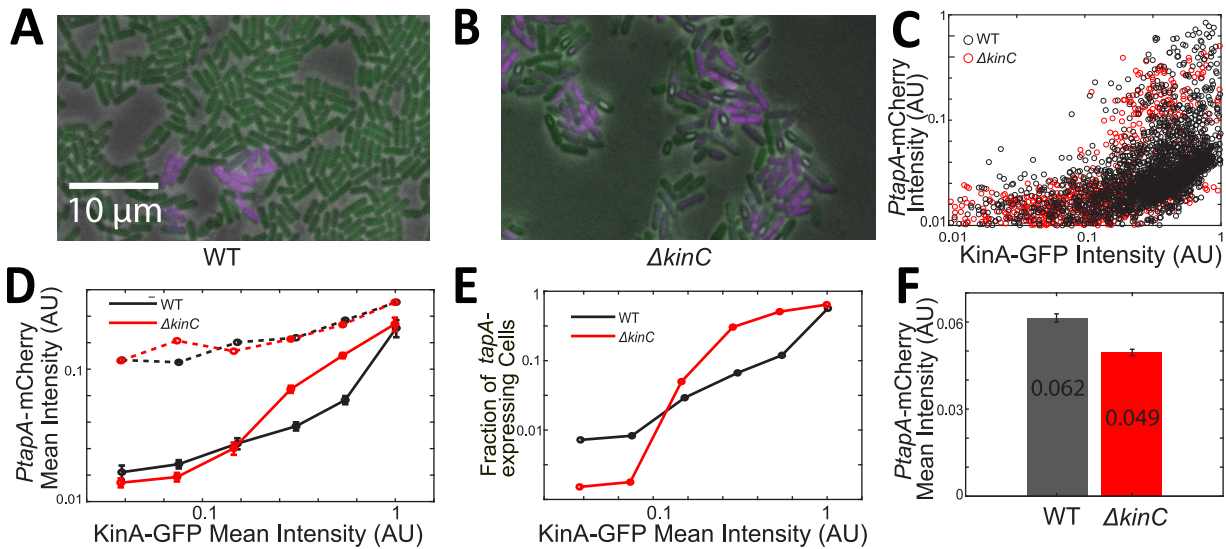 A
10 µm
WT
B
ΔkinC
C
PtapA-mCherry
Intensity (AU)
1
0.1
0.01
WT
ΔkinC
0.01
0.1
1
KinA-GFP Intensity (AU)
D
PtapA-mCherry
Mean Intensity (AU)
0.1
0.01
WT
ΔkinC
0.1
1
KinA-GFP Mean Intensity (AU)
E
Fraction of tapA-
expressing Cells
1
0.1
0.01
WT
ΔkinC
0.1
1
KinA-GFP Mean Intensity (AU)
F
PtapA-mCherry
Mean Intensity (AU)
0.06
0.03
0
0.062
0.049
WT
ΔkinC